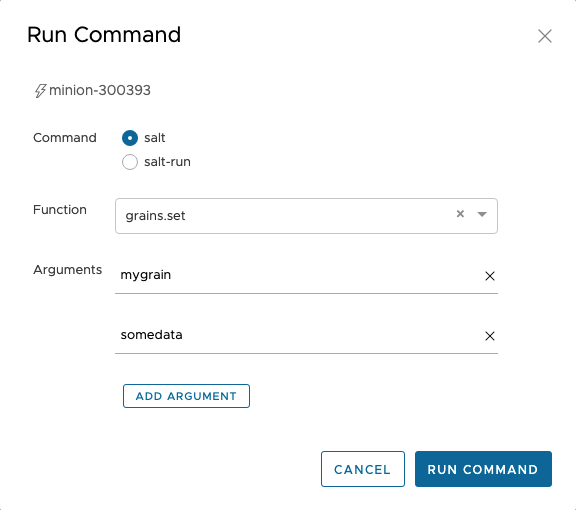 Run Command
minion-300393
Command
salt
salt-run
Function
grains.set
Arguments
mygrain
somedata
ADD ARGUMENT
CANCEL
RUN COMMAND